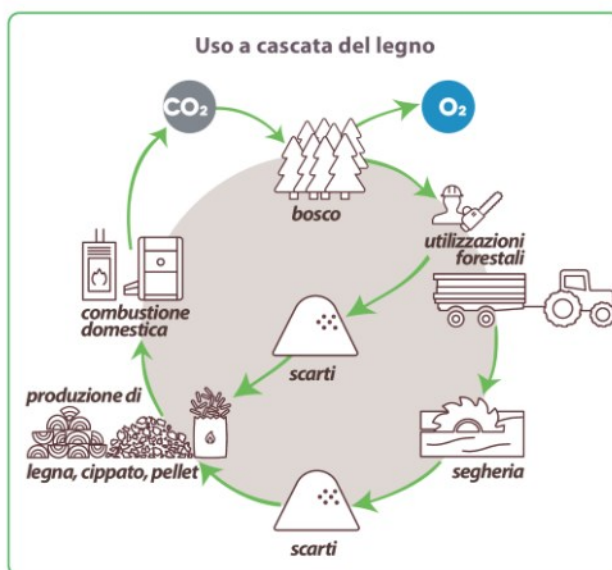 Uso a cascata del legno
CO₂
O₂
bosco
utilizzazioni
forestali
combustione
domestica
scarti
produzione di
legna, cippato, pellet
segheria
scarti